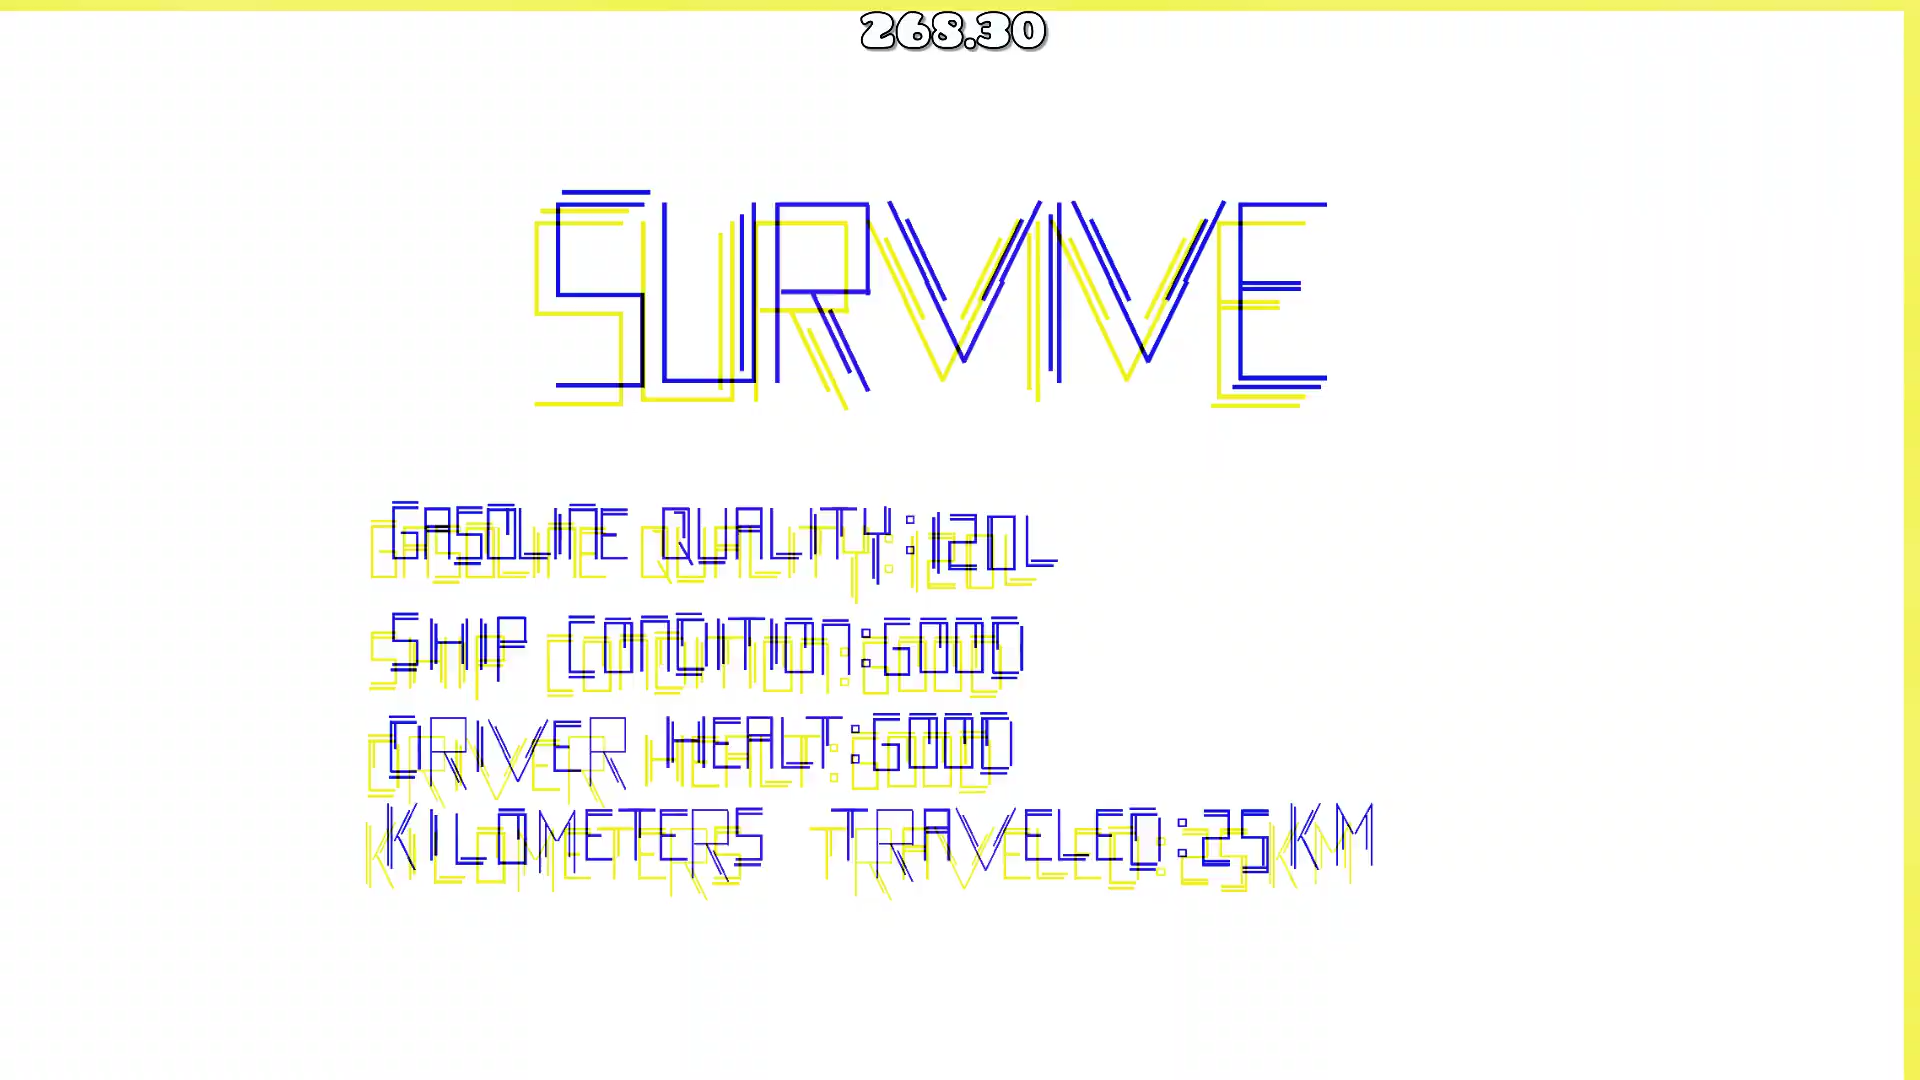 268.30
SURVIVE
GASOLINE QUALITY:120L
SHIP CONDITION:GOOD
DRIVER HEALT:GOOD
KILOMETERS TRAVELED:25KM